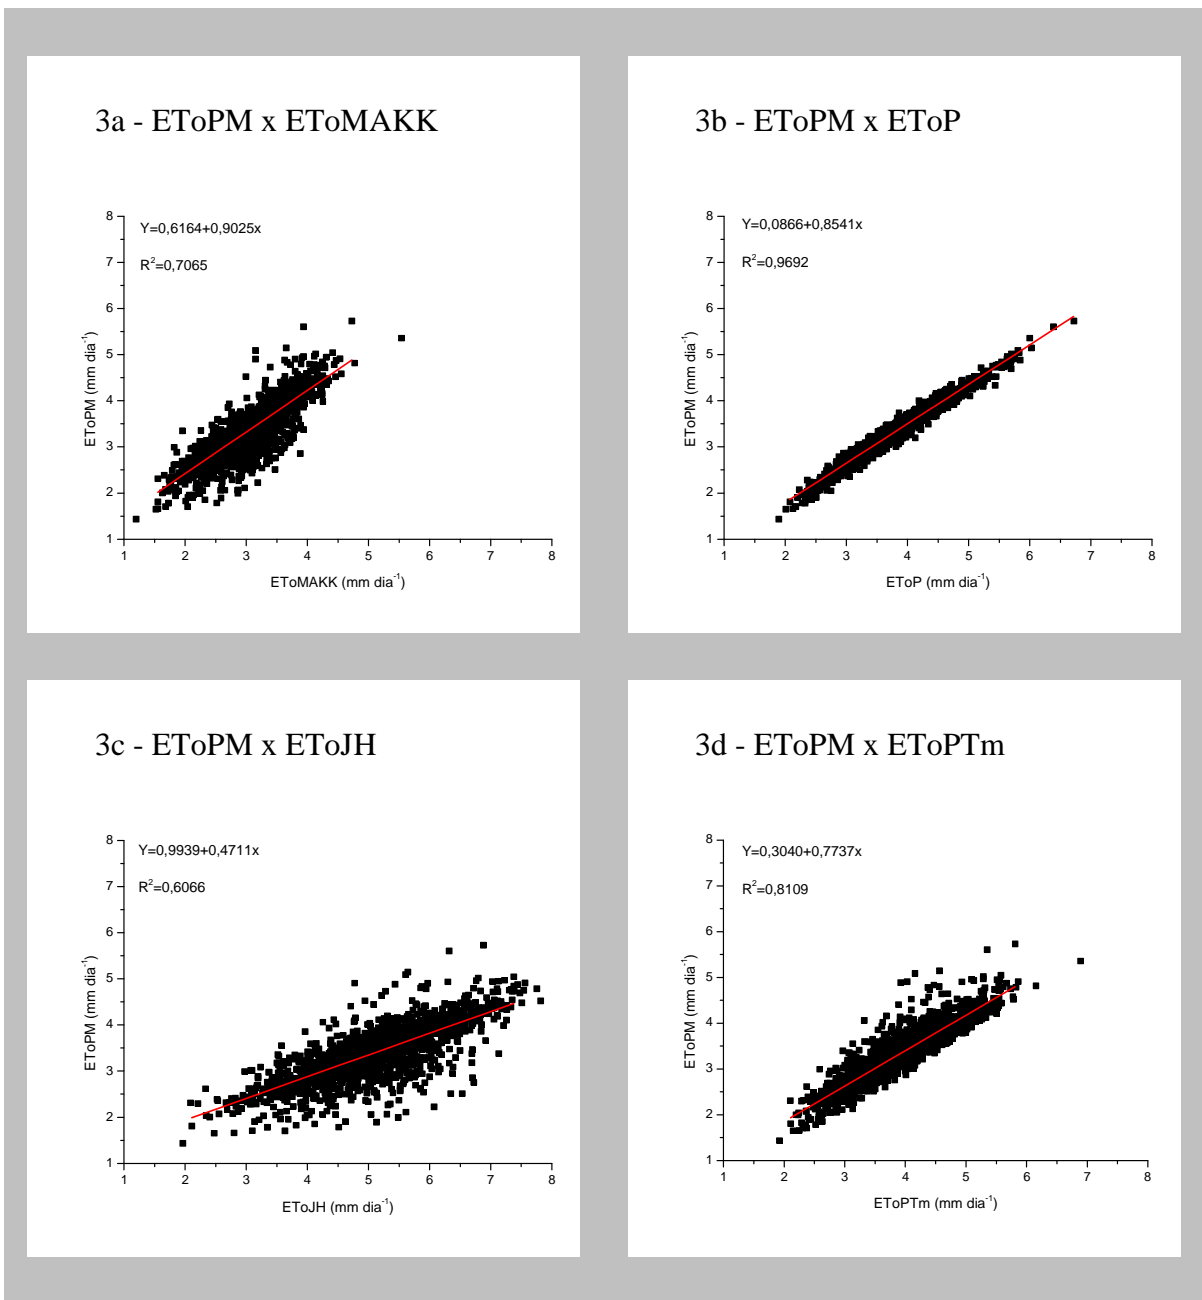 3a - EToPM x EToMAKK
Y=0,6164+0,9025x
R²=0,7065
8
7
6
5
4
3
2
1
EToPM (mm dia⁻¹)
1 2 3 4 5 6 7 8
EToMAKK (mm dia⁻¹)
3b - EToPM x EToP
Y=0,0866+0,8541x
R²=0,9692
8
7
6
5
4
3
2
1
EToPM (mm dia⁻¹)
1 2 3 4 5 6 7 8
EToP (mm dia⁻¹)
3c - EToPM x EToJH
Y=0,9939+0,4711x
R²=0,6066
8
7
6
5
4
3
2
1
EToPM (mm dia⁻¹)
1 2 3 4 5 6 7 8
EToJH (mm dia⁻¹)
3d - EToPM x EToPTm
Y=0,3040+0,7737x
R²=0,8109
8
7
6
5
4
3
2
1
EToPM (mm dia⁻¹)
1 2 3 4 5 6 7 8
EToPTm (mm dia⁻¹)